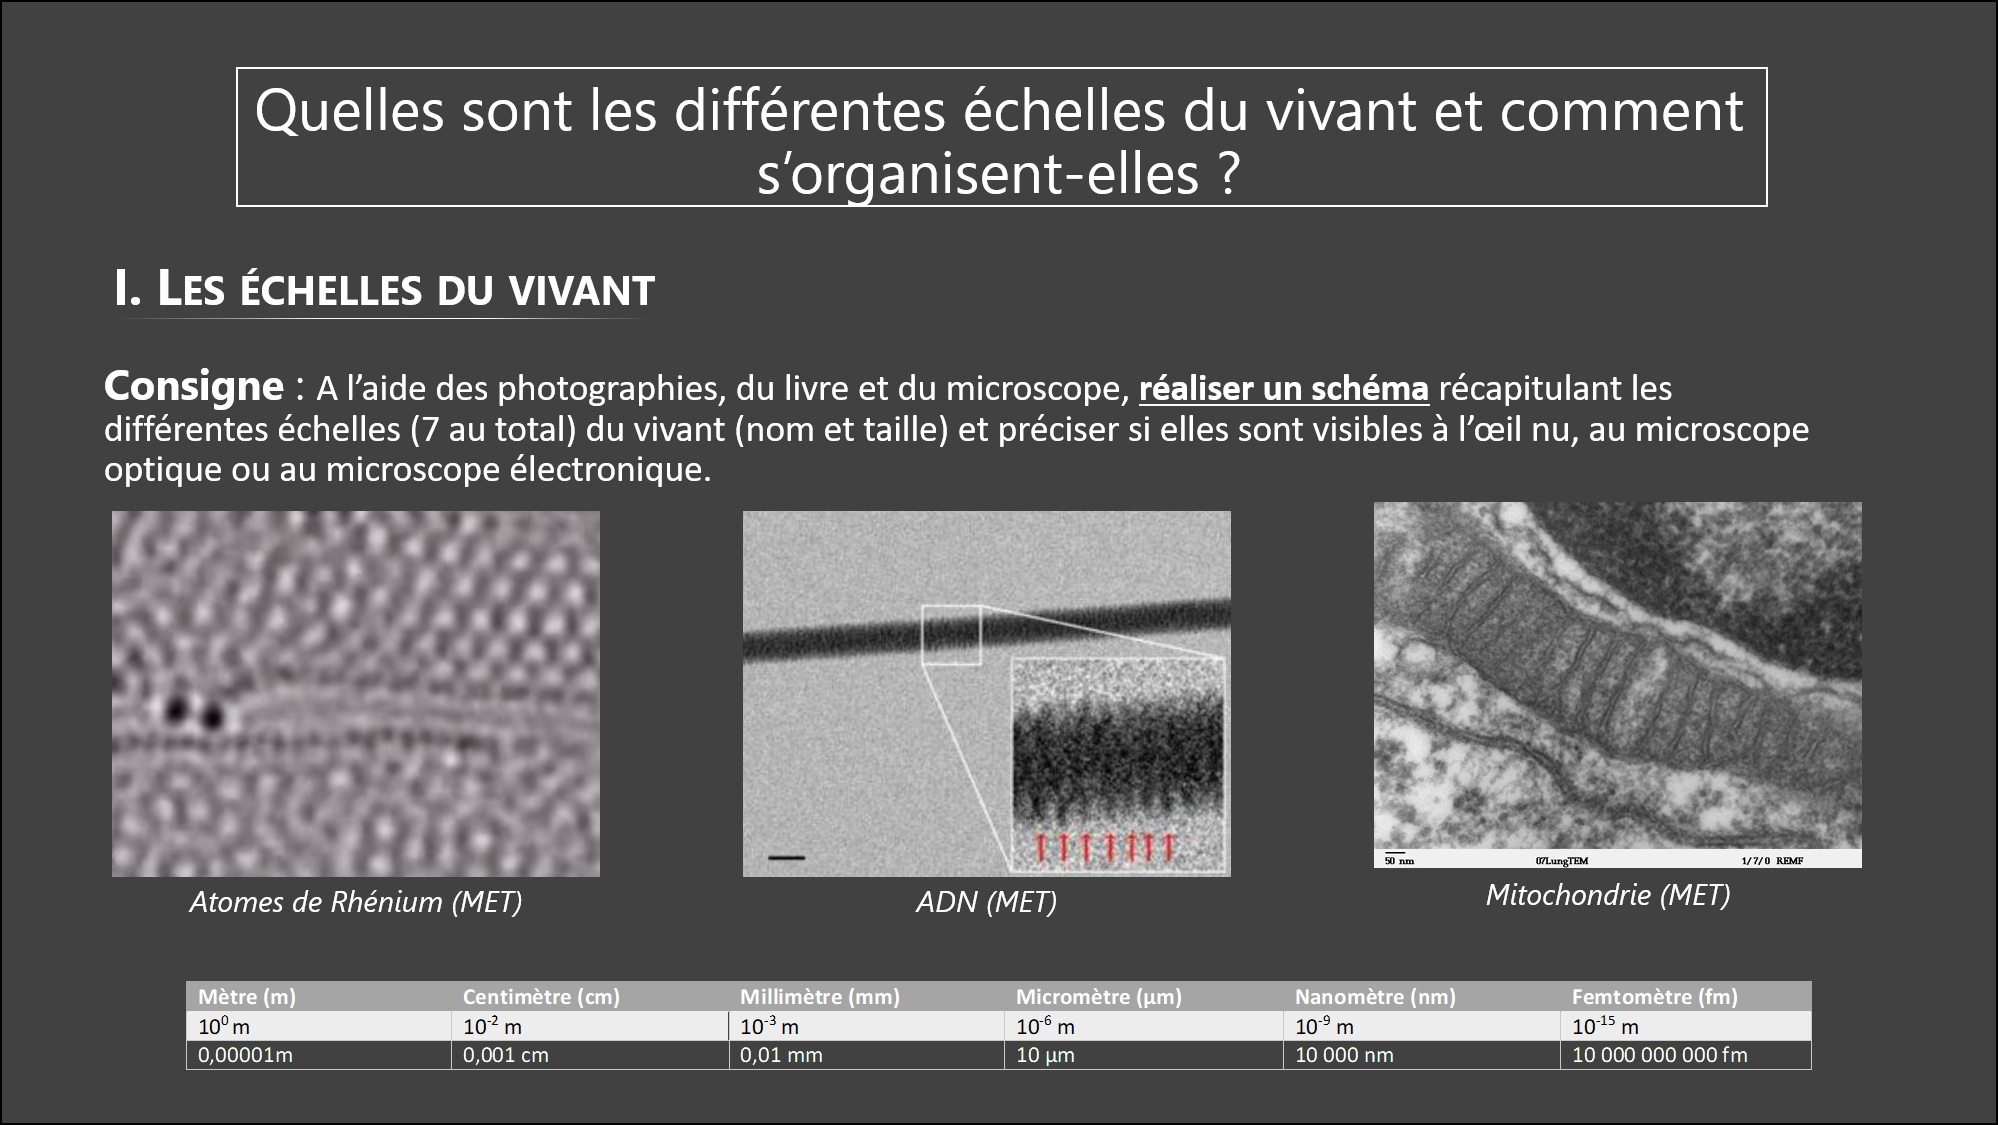 Quelles sont les différentes échelles du vivant et comment
s’organisent-elles ?
I. LES ÉCHELLES DU VIVANT
Consigne : A l’aide des photographies, du livre et du microscope, réaliser un schéma récapitulant les
différentes échelles (7 au total) du vivant (nom et taille) et préciser si elles sont visibles à l’œil nu, au microscope
optique ou au microscope électronique.
50 nm 07LungTEM 1/7/0 REMF
Atomes de Rhénium (MET) ADN (MET) Mitochondrie (MET)
Mètre (m) Centimètre (cm) Millimètre (mm) Micromètre (µm) Nanomètre (nm) Femtomètre (fm)
10⁰ m 10⁻² m 10⁻³ m 10⁻⁶ m 10⁻⁹ m 10⁻¹⁵ m
0,00001m 0,001 cm 0,01 mm 10 µm 10 000 nm 10 000 000 000 fm